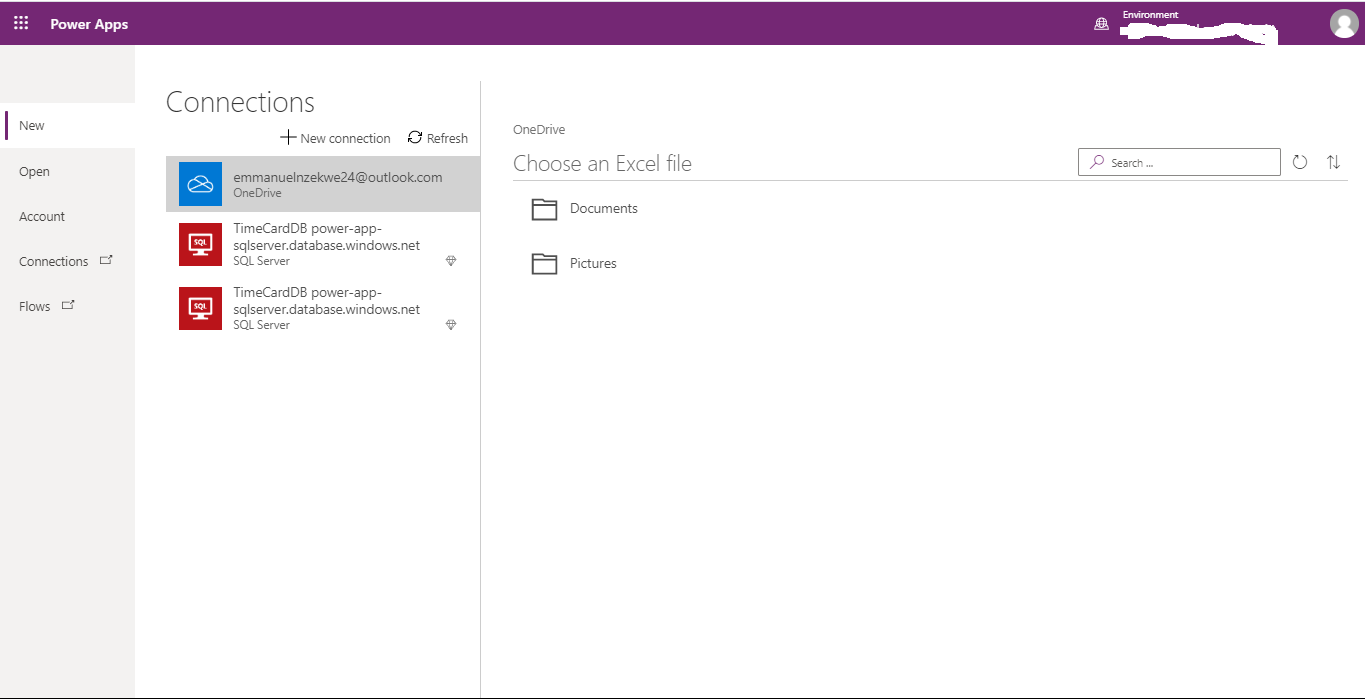 Power Apps
Environment
New
Open
Account
Connections
Flows
Connections
New connection
Refresh
emmanuelnzekwe24@outlook.com
OneDrive
TimeCardDB power-app-
sqlserver.database.windows.net
SQL Server
SQL
TimeCardDB power-app-
sqlserver.database.windows.net
SQL Server
SQL
OneDrive
Choose an Excel file
Search ...
Documents
Pictures